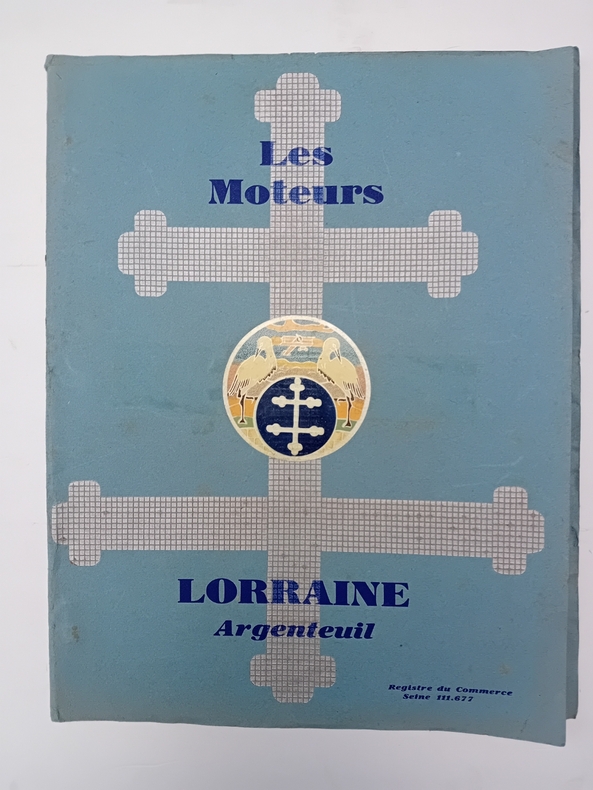 Les
Moteurs
LORRAINE
Argenteuil
Registre du Commerce
Seine 111.677